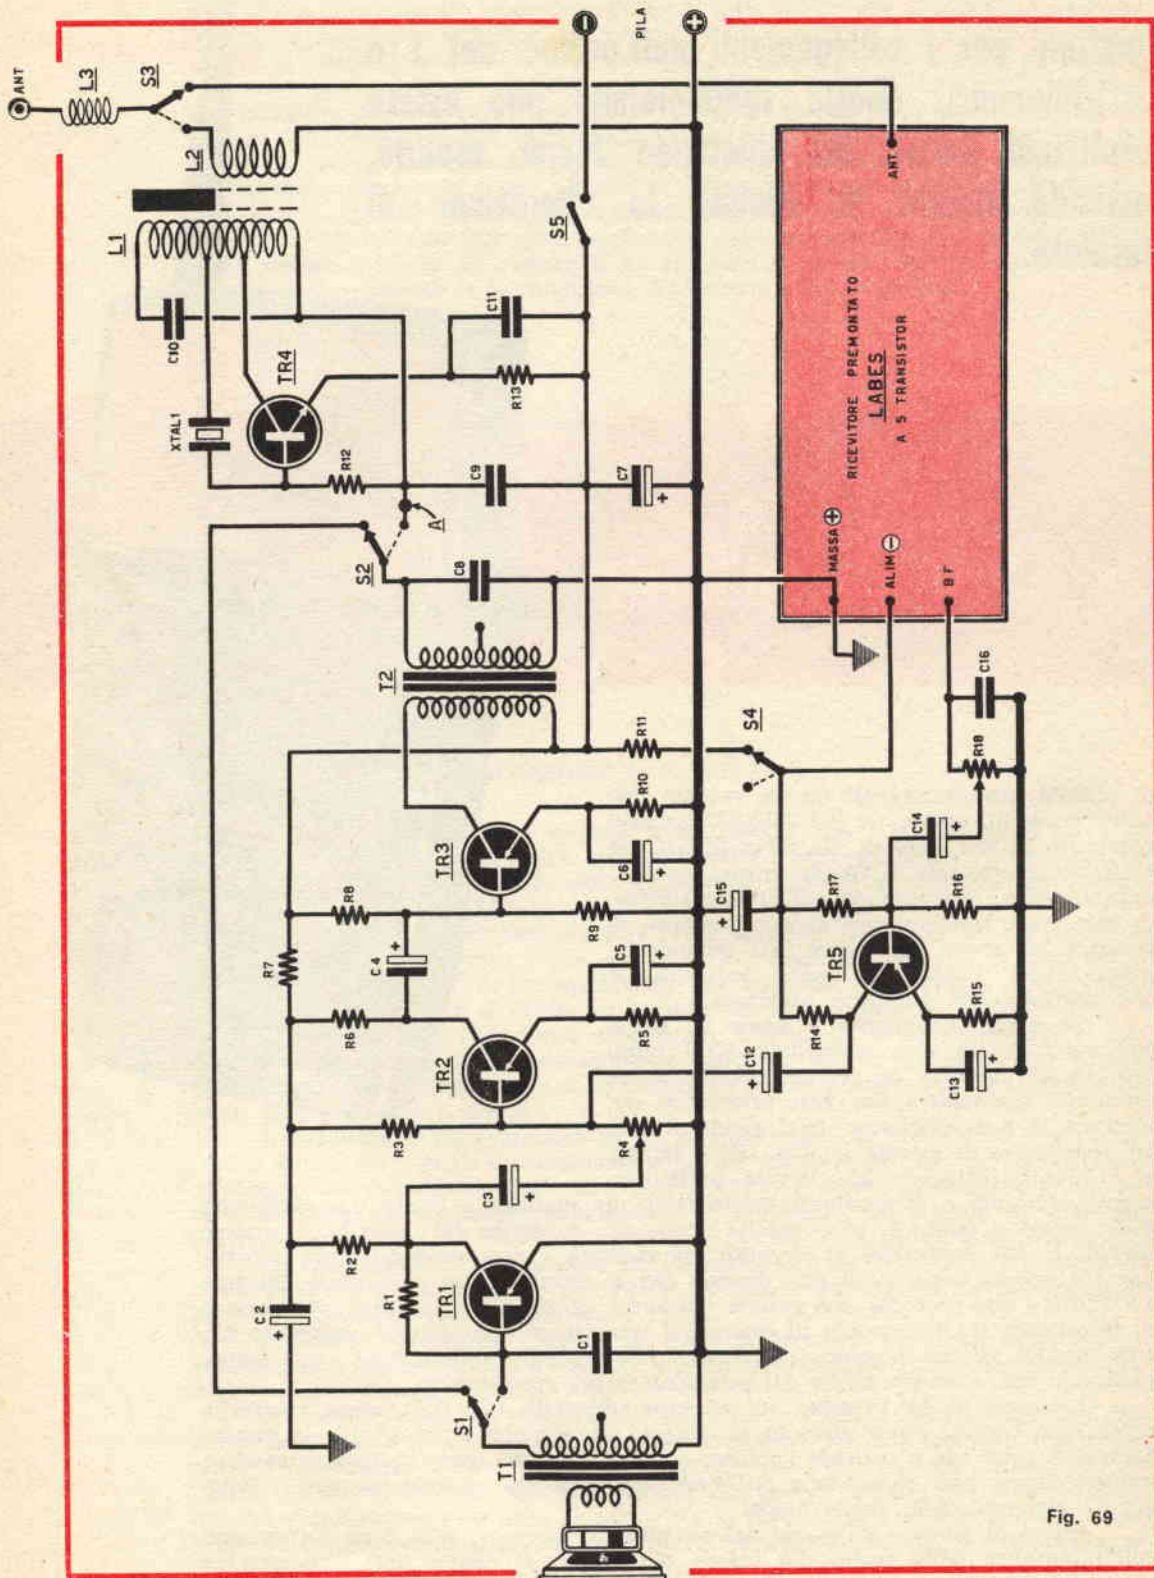 ANT
L3
S3
L2
L1
C10
XTAL1
TR4
R12
R13
C11
S5
PILA
S2
A
C9
C7
+
C8
T2
R11
S4
R7
R8
TR3
R10
C6
+
R9
C4
+
R6
TR2
C5
+
R5
R3
R4
C3
+
R2
R1
TR1
C2
+
C1
S1
T1
4
C15
+
R17
R16
C14
+
R18
C16
TR5
R14
R15
C12
+
C13
+
MASSA +
ALIM -
BF
ANT.
RICEVITORE PREMONTATO
LABES
A 5 TRANSISTOR
Fig. 69